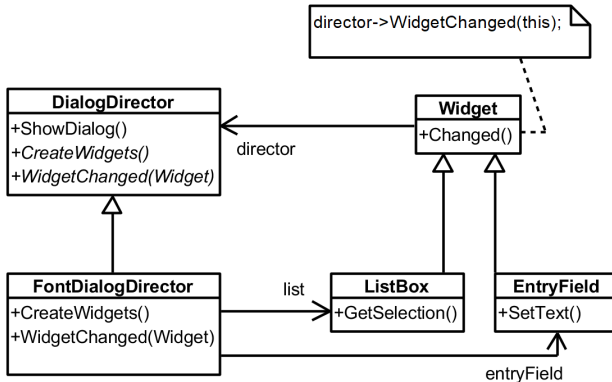 director->WidgetChanged(this);
DialogDirector
+ShowDialog()
+CreateWidgets()
+WidgetChanged(Widget)
director
Widget
+Changed()
FontDialogDirector
+CreateWidgets()
+WidgetChanged(Widget)
list
ListBox
+GetSelection()
EntryField
+SetText()
entryField